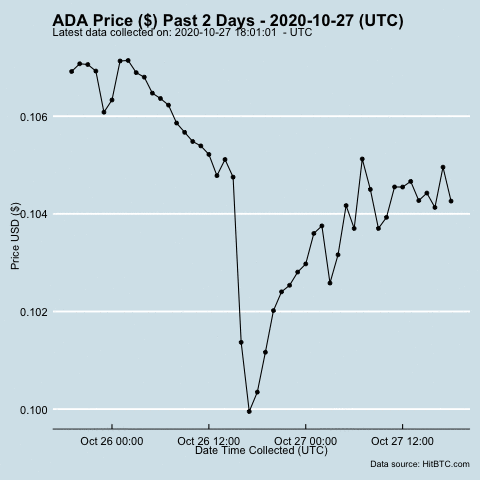 ADA Price ($) Past 2 Days - 2020-10-27 (UTC)
Latest data collected on: 2020-10-27 18:01:01 - UTC
0.106
0.104
0.102
0.100
Price USD ($)
Oct 26 00:00 Oct 26 12:00 Oct 27 00:00 Oct 27 12:00
Date Time Collected (UTC)
Data source: HitBTC.com